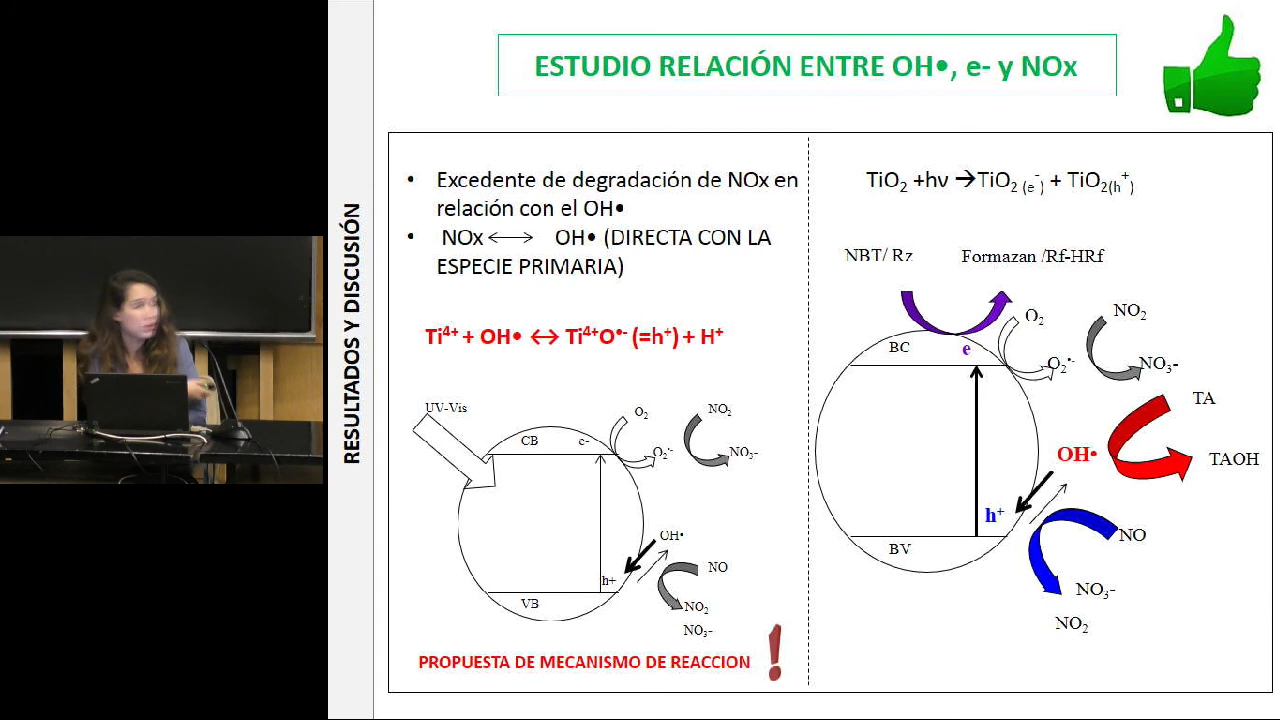 ESTUDIO RELACIÓN ENTRE OH•, e- y NOx
RESULTADOS Y DISCUSIÓN
• Excedente de degradación de NOx en
relación con el OH•
• NOx ⟷ OH• (DIRECTA CON LA
ESPECIE PRIMARIA)
Ti⁴⁺ + OH• ↔ Ti⁴⁺O•⁻ (=h⁺) + H⁺
UV-Vis
CB
e-
O₂
O₂•-
NO₂
NO₃-
OH•
h+
VB
NO
NO₂
NO₃-
PROPUESTA DE MECANISMO DE REACCION
TiO₂ +hν →TiO₂ (e⁻) + TiO₂(h⁺)
NBT/ Rz
Formazan /Rf-HRf
BC
e
O₂
O₂•-
NO₂
NO₃-
TA
OH•
TAOH
h⁺
BV
NO
NO₃-
NO₂